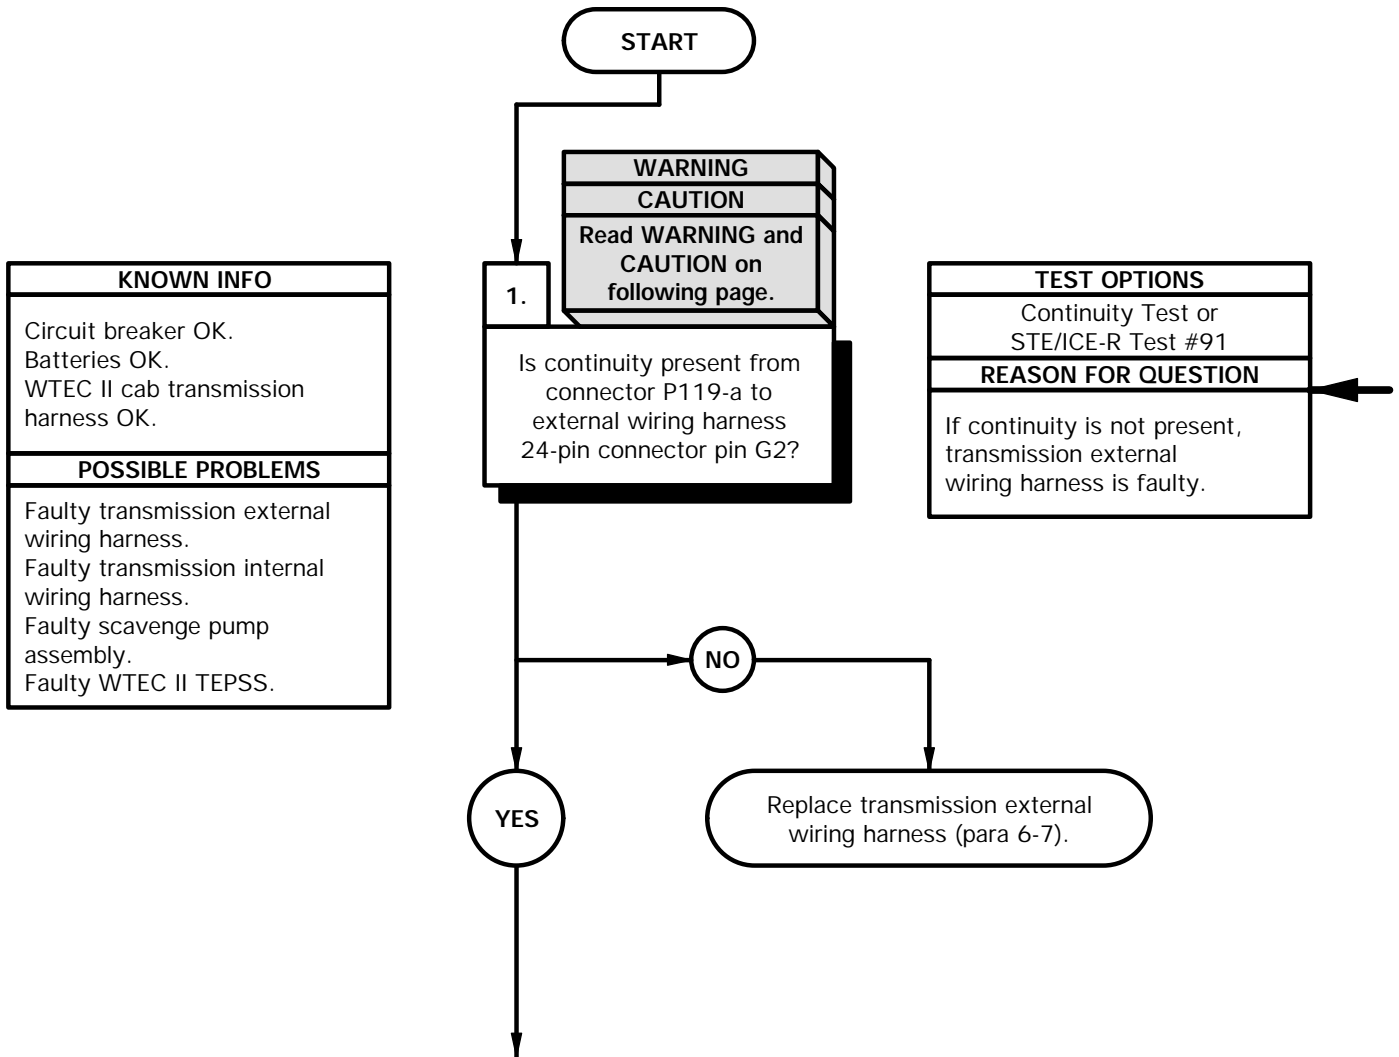 START
WARNING
CAUTION
Read WARNING and
CAUTION on
following page.
1.
Is continuity present from
connector P119-a to
external wiring harness
24-pin connector pin G2?
KNOWN INFO
Circuit breaker OK.
Batteries OK.
WTEC II cab transmission
harness OK.
POSSIBLE PROBLEMS
Faulty transmission external
wiring harness.
Faulty transmission internal
wiring harness.
Faulty scavenge pump
assembly.
Faulty WTEC II TEPSS.
TEST OPTIONS
Continuity Test or
STE/ICE-R Test #91
REASON FOR QUESTION
If continuity is not present,
transmission external
wiring harness is faulty.
NO
YES
Replace transmission external
wiring harness (para 6-7).